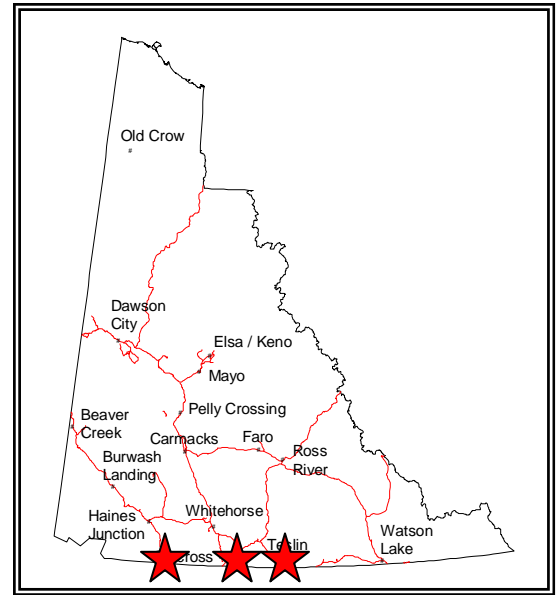 Old Crow
Dawson
City
Elsa / Keno
Mayo
Pelly Crossing
Beaver
Creek
Carmacks
Faro
Ross
River
Burwash
Landing
Haines
Junction
Whitehorse
Teslin
Watson
Lake